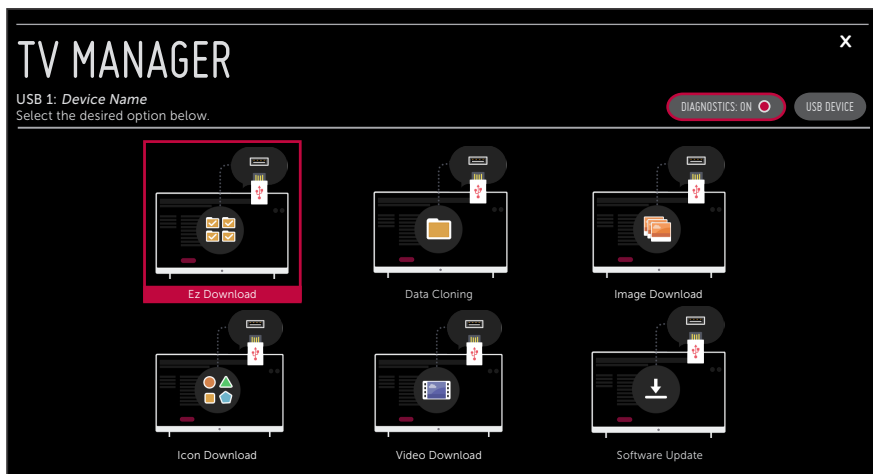 X
TV MANAGER
USB 1: Device Name
Select the desired option below.
DIAGNOSTICS: ON
USB DEVICE
Ez Download
Data Cloning
Image Download
Icon Download
Video Download
Software Update